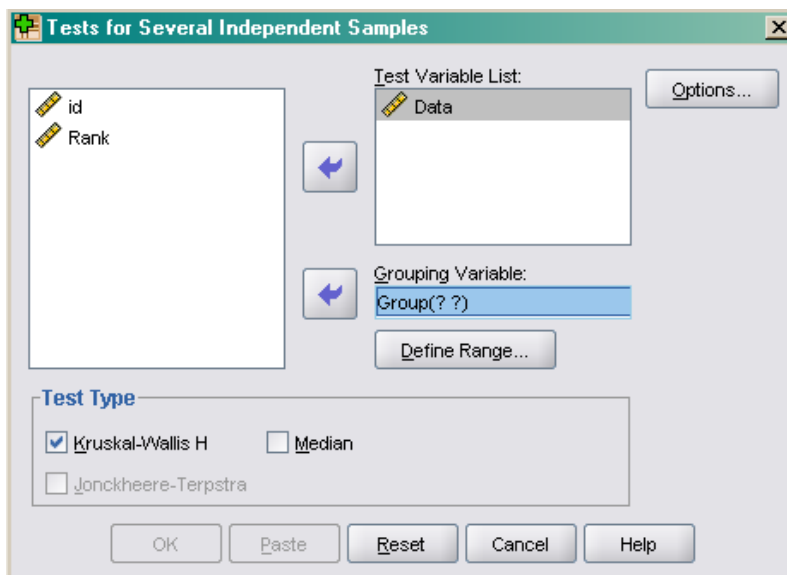 Tests for Several Independent Samples
id
Rank
Test Variable List:
Data
Options...
Grouping Variable:
Group(? ?)
Define Range...
Test Type
Kruskal-Wallis H
Median
Jonckheere-Terpstra
OK
Paste
Reset
Cancel
Help